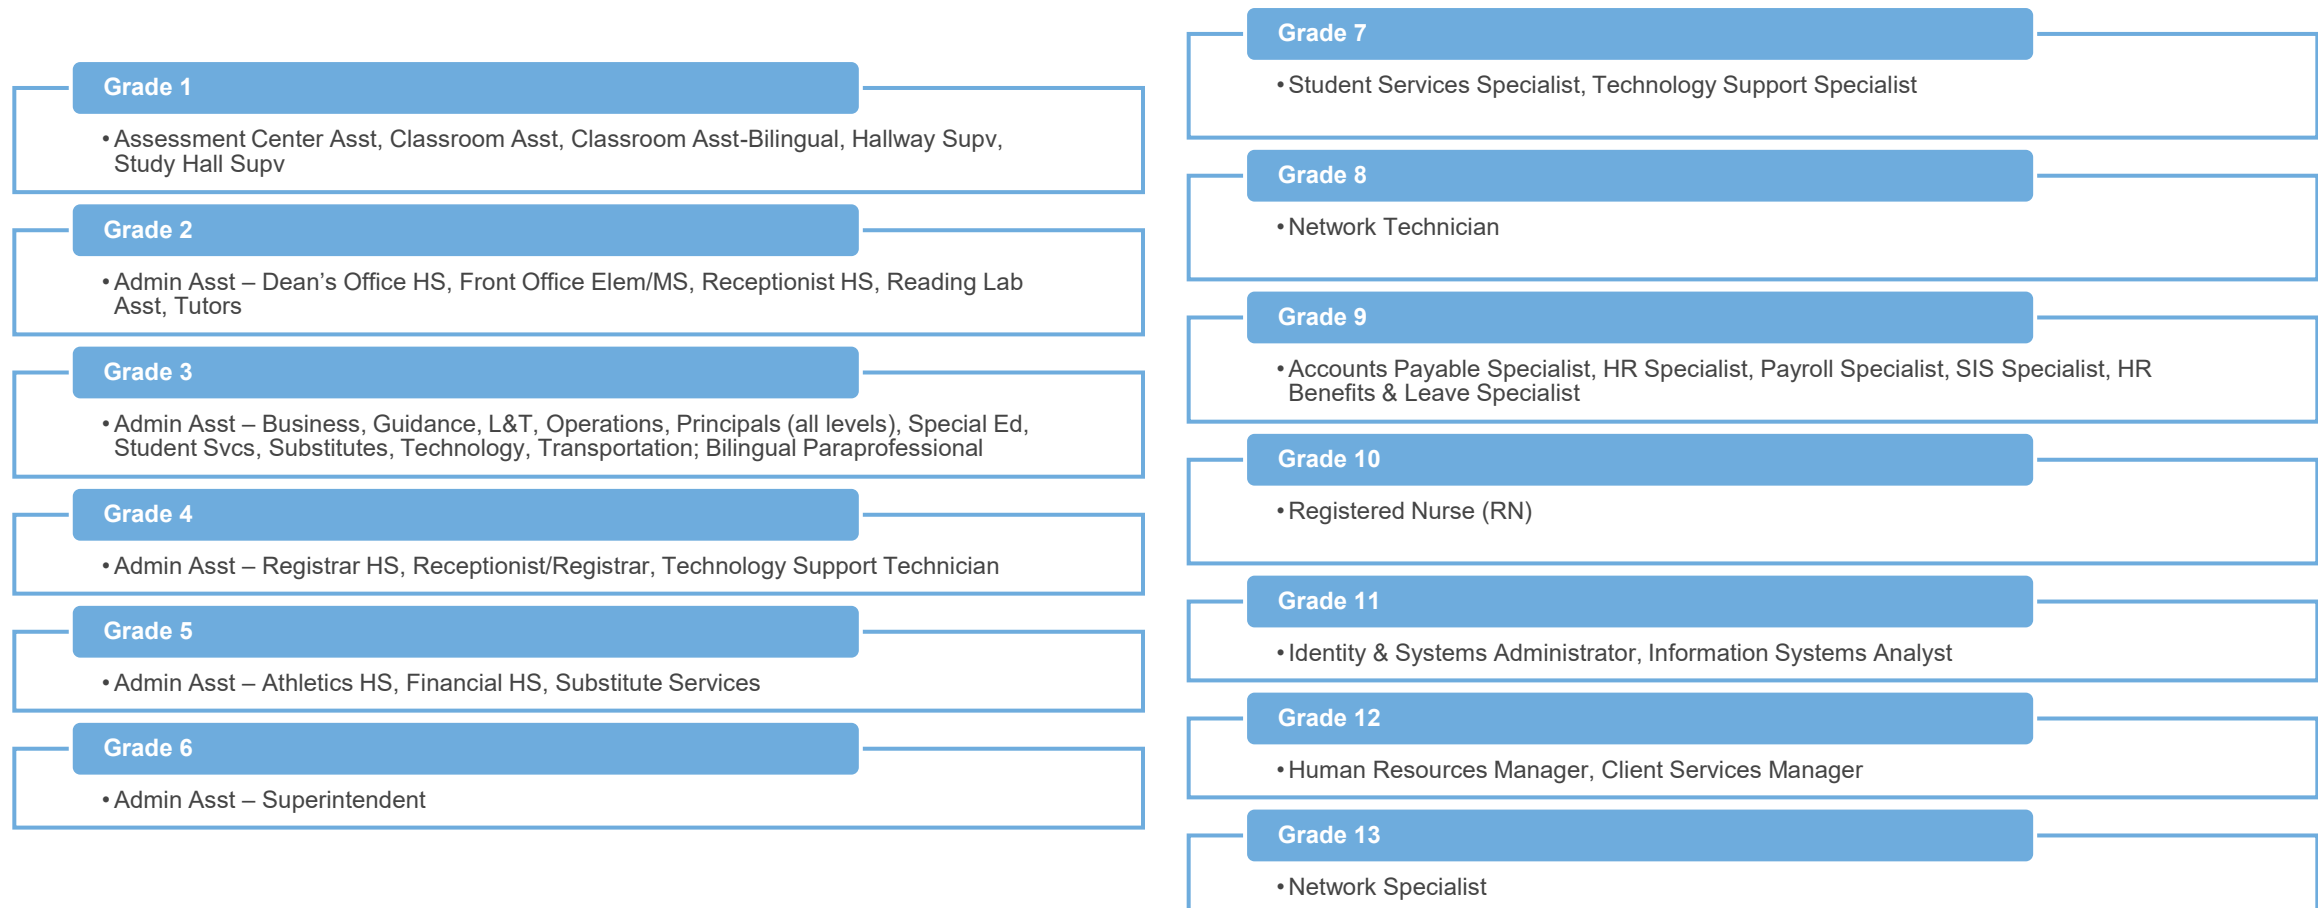 Grade 1
•Assessment Center Asst, Classroom Asst, Classroom Asst-Bilingual, Hallway Supv,
Study Hall Supv
Grade 2
•Admin Asst – Dean’s Office HS, Front Office Elem/MS, Receptionist HS, Reading Lab
Asst, Tutors
Grade 3
•Admin Asst – Business, Guidance, L&T, Operations, Principals (all levels), Special Ed,
Student Svcs, Substitutes, Technology, Transportation; Bilingual Paraprofessional
Grade 4
•Admin Asst – Registrar HS, Receptionist/Registrar, Technology Support Technician
Grade 5
•Admin Asst – Athletics HS, Financial HS, Substitute Services
Grade 6
•Admin Asst – Superintendent
Grade 7
•Student Services Specialist, Technology Support Specialist
Grade 8
•Network Technician
Grade 9
•Accounts Payable Specialist, HR Specialist, Payroll Specialist, SIS Specialist, HR
Benefits & Leave Specialist
Grade 10
•Registered Nurse (RN)
Grade 11
•Identity & Systems Administrator, Information Systems Analyst
Grade 12
•Human Resources Manager, Client Services Manager
Grade 13
•Network Specialist